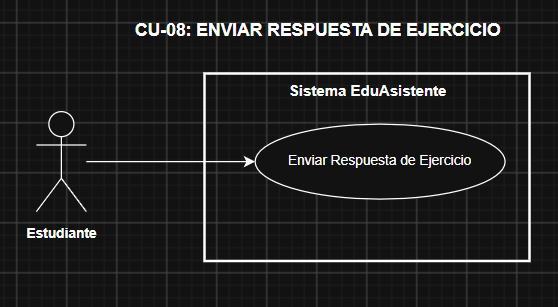 CU-08: ENVIAR RESPUESTA DE EJERCICIO
Sistema EduAsistente
Enviar Respuesta de Ejercicio
Estudiante